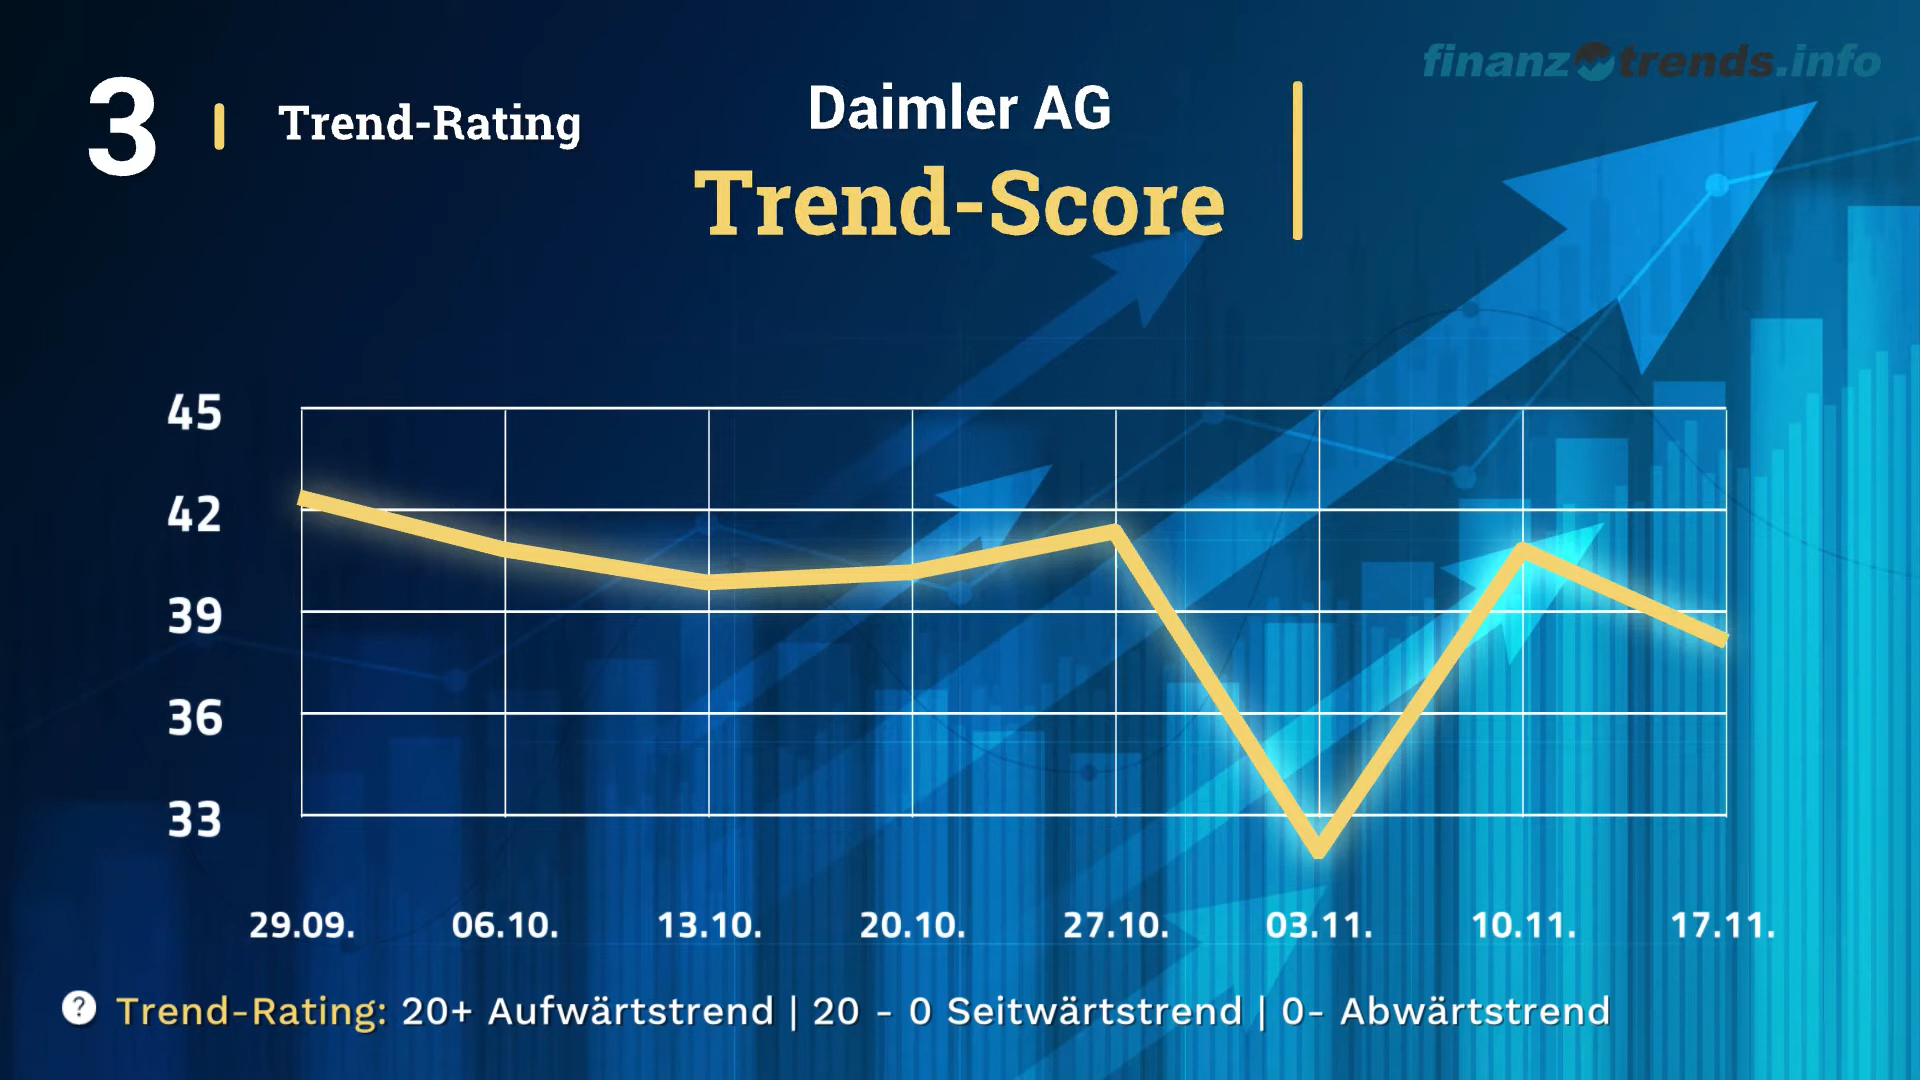 finanztrends.info
3
Trend-Rating
Daimler AG
Trend-Score
45
42
39
36
33
29.09.
06.10.
13.10.
20.10.
27.10.
03.11.
10.11.
17.11.
? Trend-Rating: 20+ Aufwärtstrend | 20 - 0 Seitwärtstrend | 0- Abwärtstrend